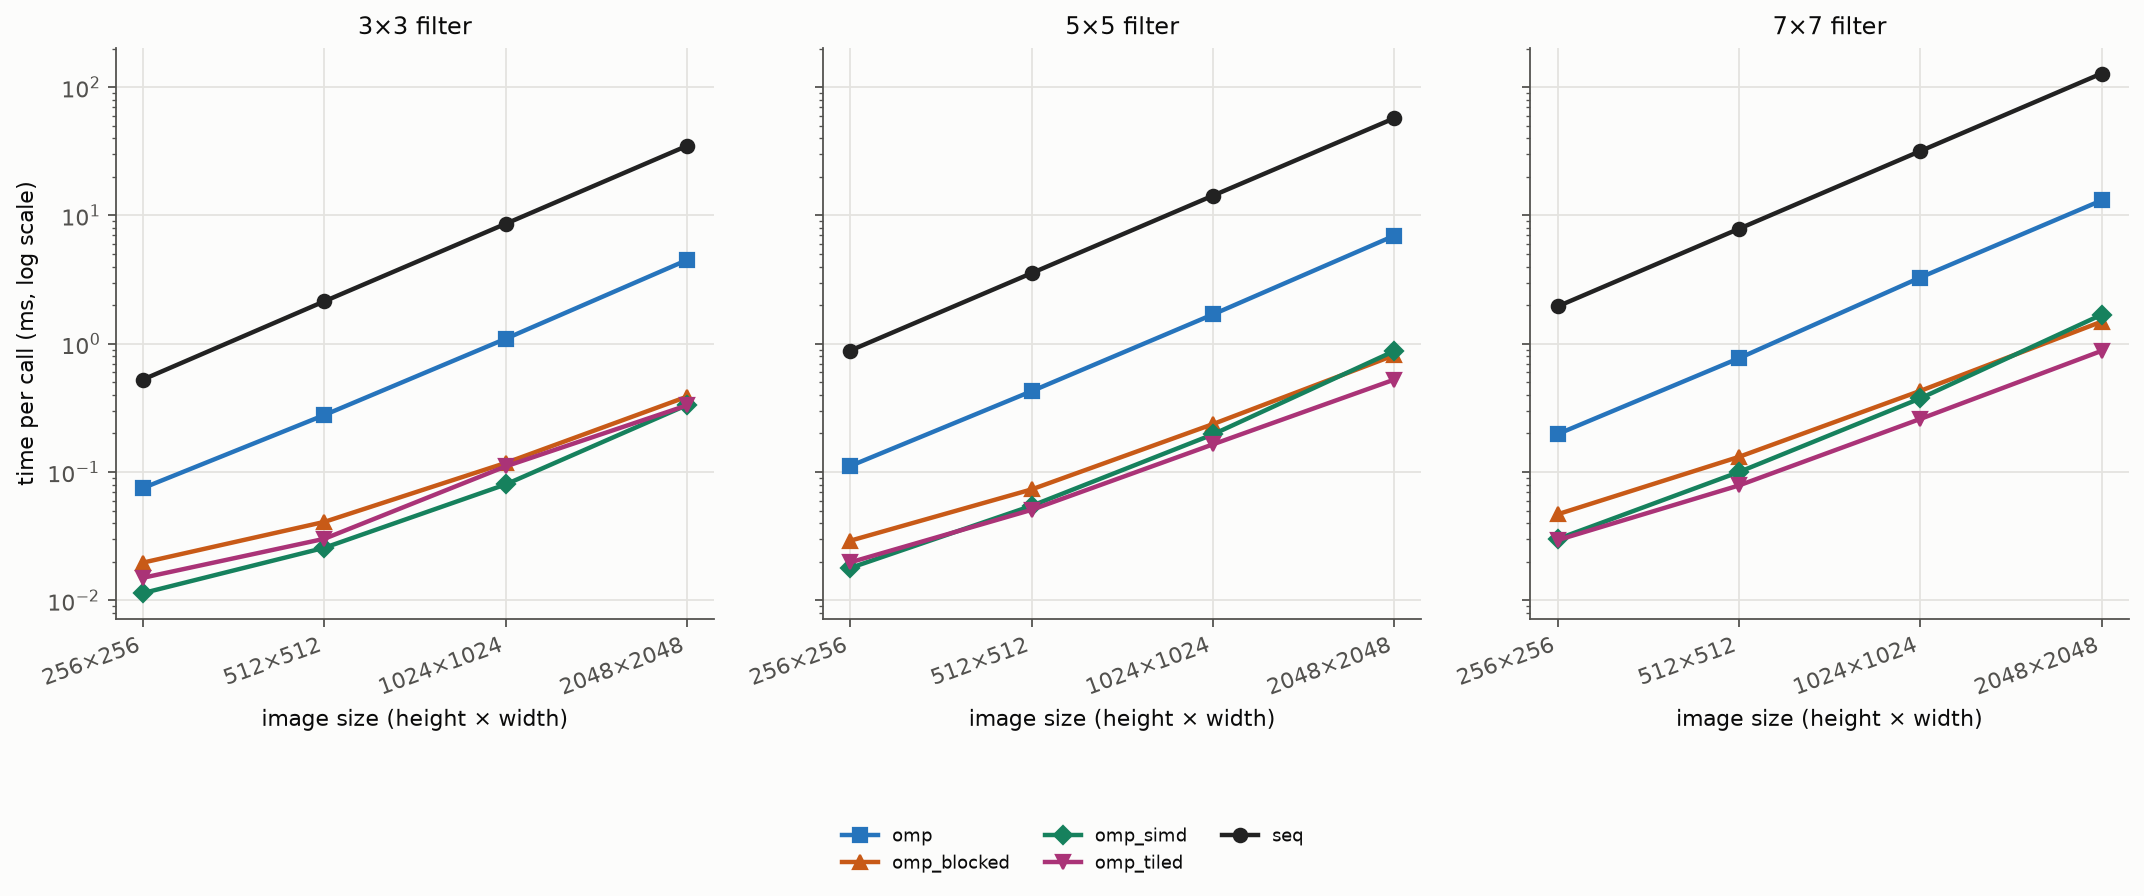 3×3 filter
5×5 filter
7×7 filter
time per call (ms, log scale)
10²
10¹
10⁰
10⁻¹
10⁻²
256×256
512×512
1024×1024
2048×2048
256×256
512×512
1024×1024
2048×2048
256×256
512×512
1024×1024
2048×2048
image size (height × width)
image size (height × width)
image size (height × width)
omp
omp_blocked
omp_simd
omp_tiled
seq